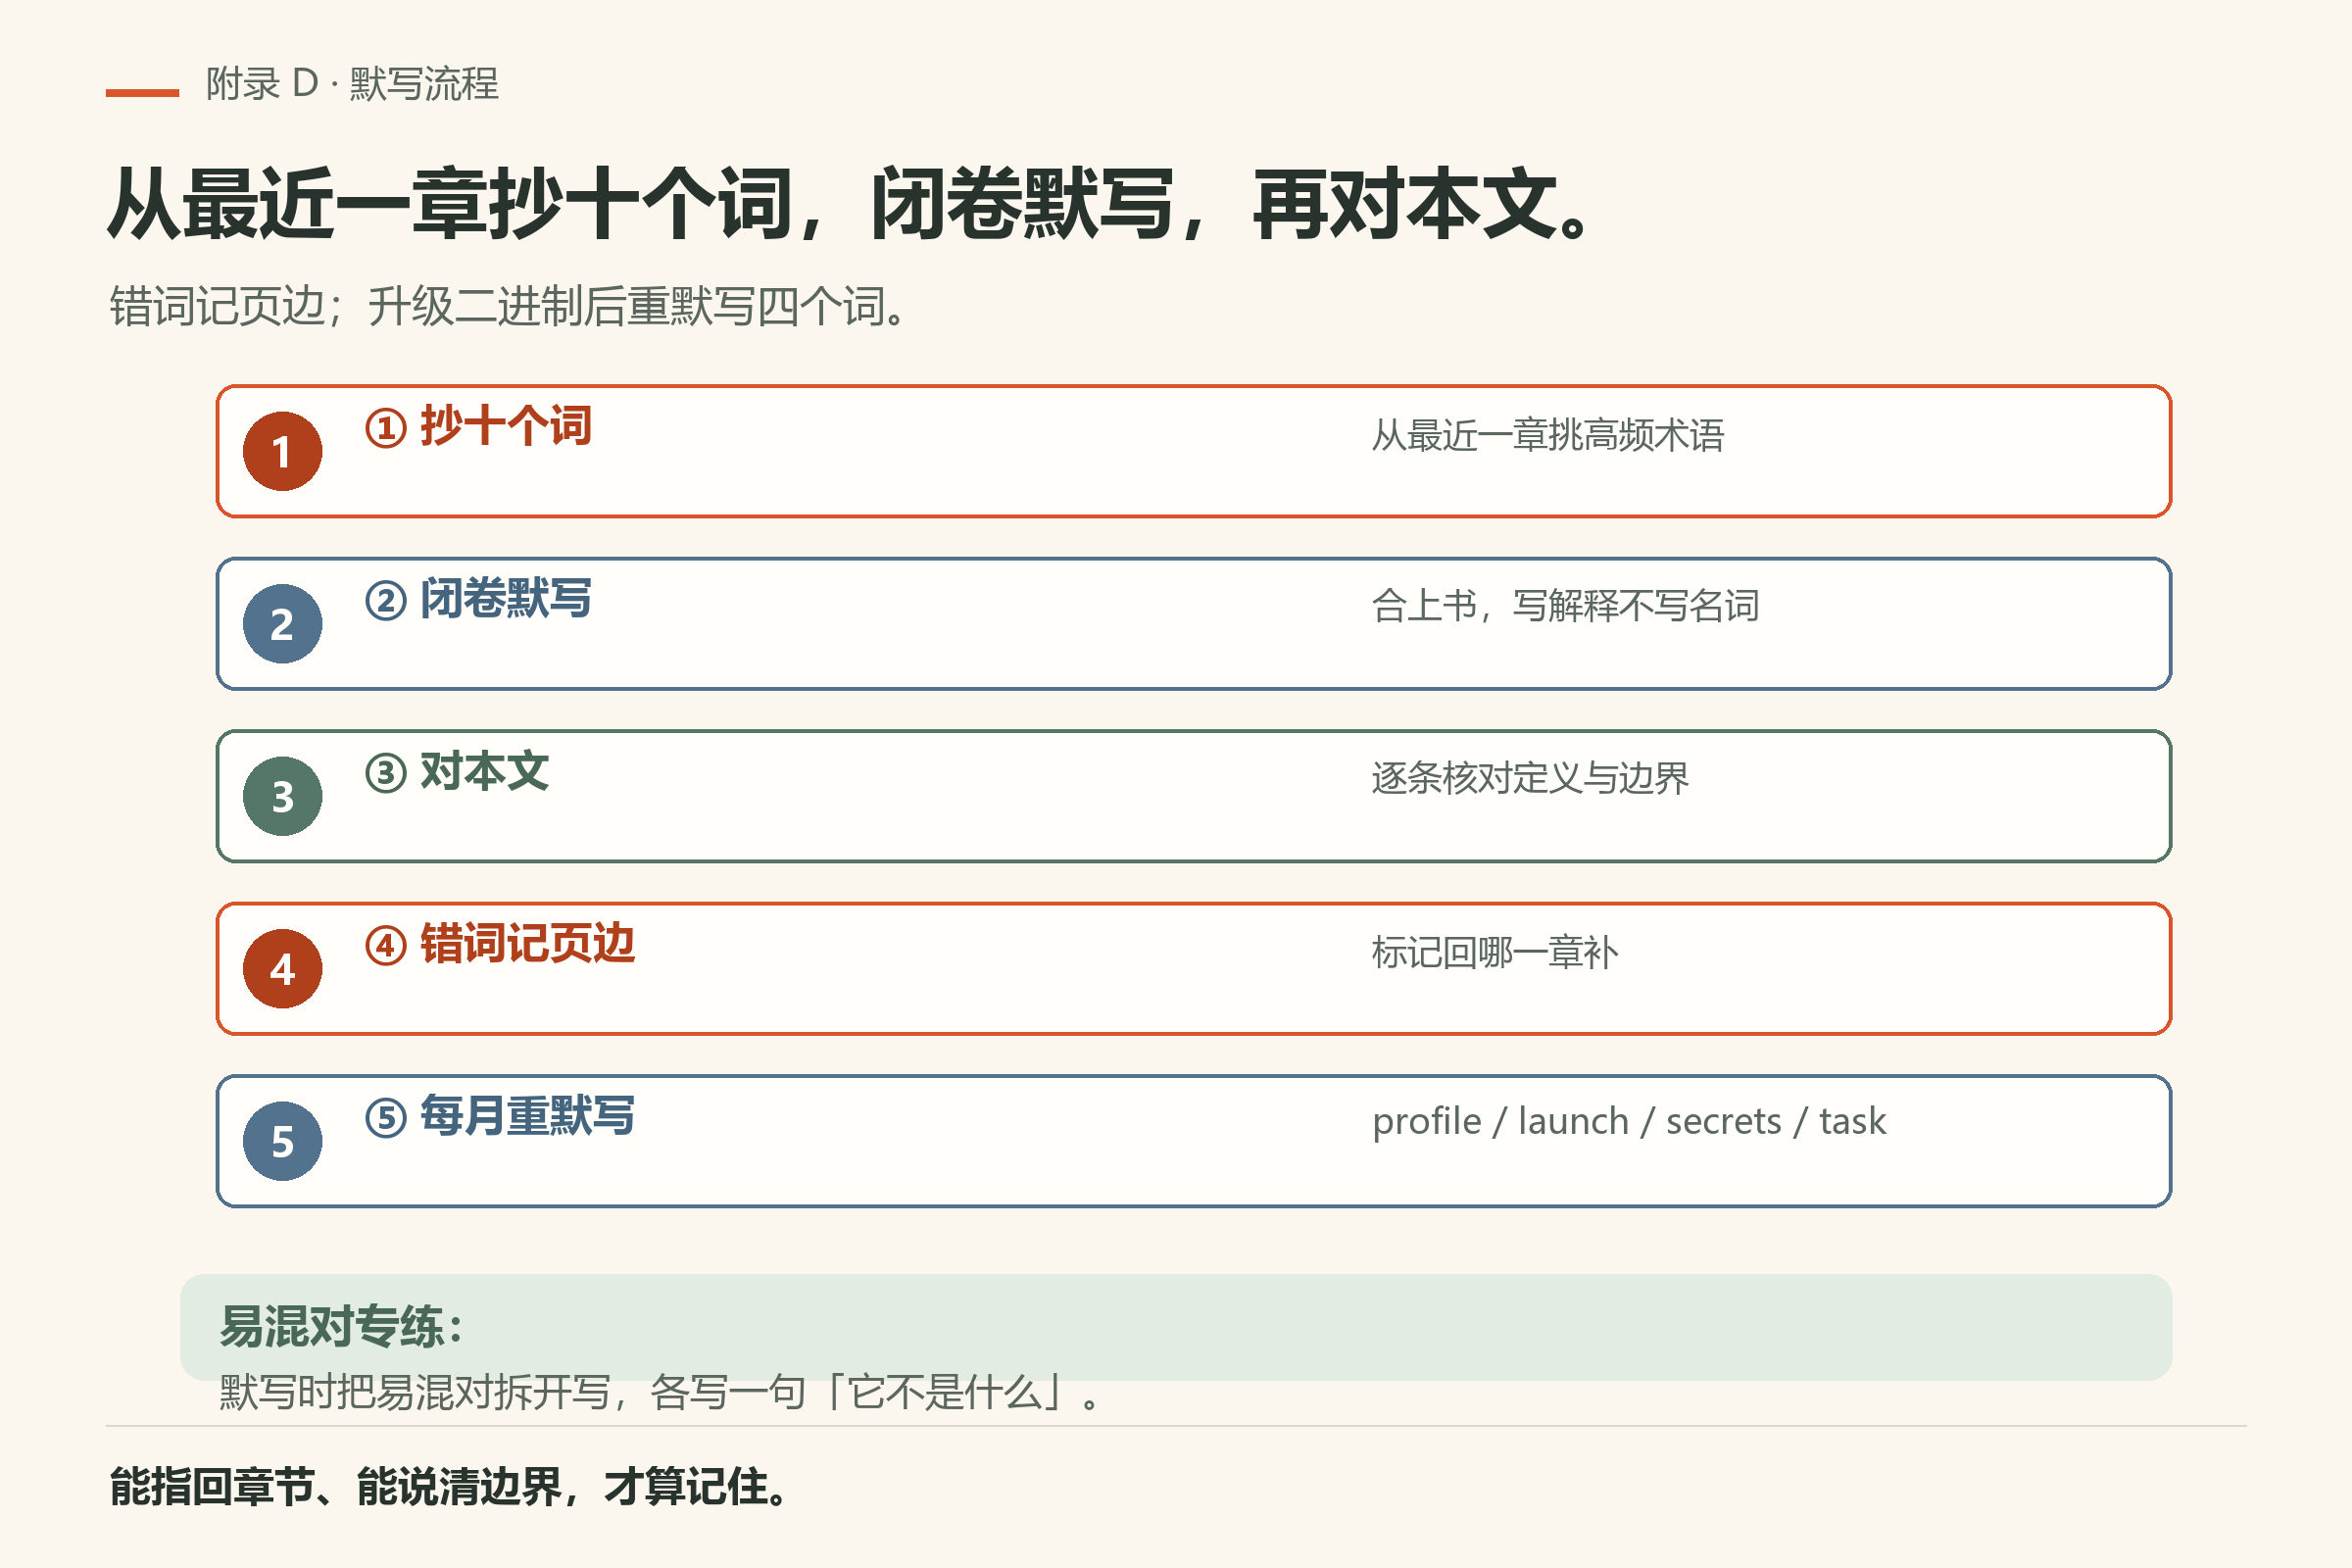 附录 D · 默写流程
从最近一章抄十个词，闭卷默写，再对本文。
错词记页边；升级二进制后重默写四个词。
1 ① 抄十个词 从最近一章挑高频术语
2 ② 闭卷默写 合上书，写解释不写名词
3 ③ 对本文 逐条核对定义与边界
4 ④ 错词记页边 标记回哪一章补
5 ⑤ 每月重默写 profile / launch / secrets / task
易混对专练：
默写时把易混对拆开写，各写一句「它不是什么」。
能指回章节、能说清边界，才算记住。